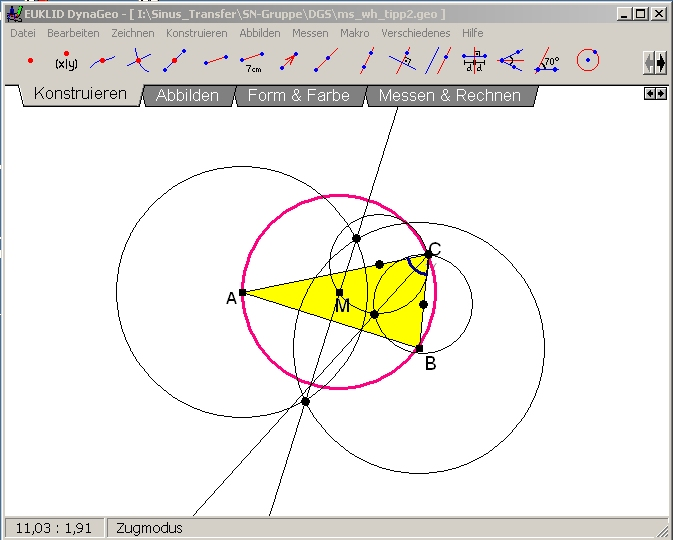 EUKLID DynaGeo - [ I:\Sinus_Transfer\SN-Gruppe\DGS\ms_wh_tipp2.geo ]
Datei Bearbeiten Zeichnen Konstruieren Abbilden Messen Makro Verschiedenes Hilfe
(x|y) 7cm d d 70°
Konstruieren Abbilden Form & Farbe Messen & Rechnen
C
A
M
B
11,03 : 1,91 Zugmodus